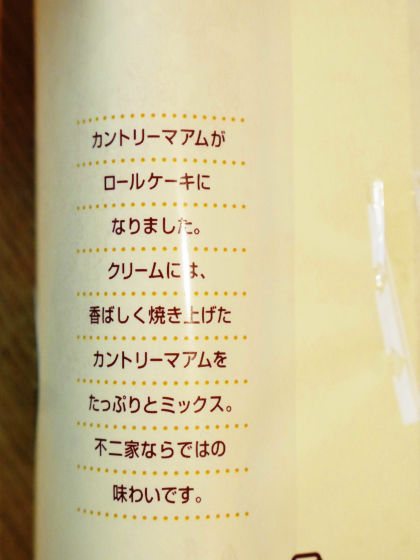 カントリーマアムが
ロールケーキに
なりました。
クリームには、
香ばしく焼き上げた
カントリーマアムを
たっぷりとミックス。
不二家ならではの
味わいです。